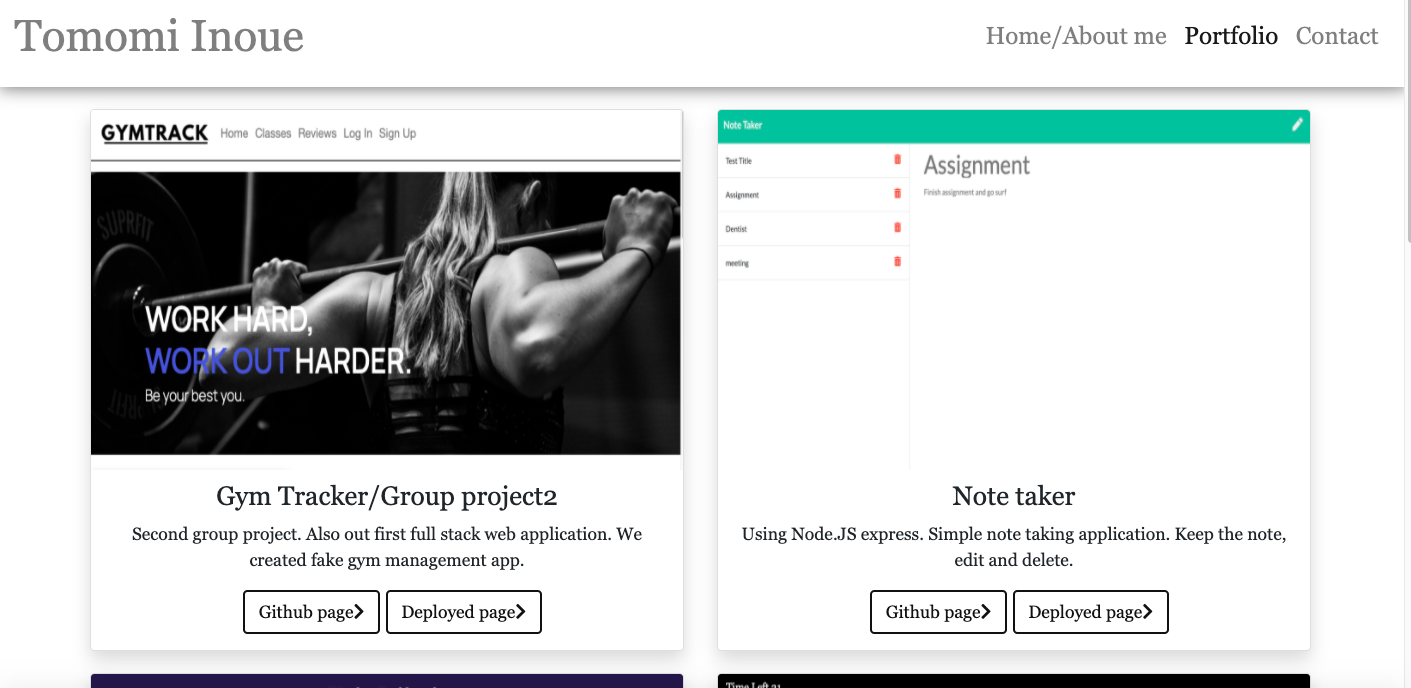 Tomomi Inoue
Home/About me Portfolio Contact
GYMTRACK Home Classes Reviews Log In Sign Up
SUPRFIT
WORK HARD,
WORK OUT HARDER.
Be your best you.
Gym Tracker/Group project2
Second group project. Also out first full stack web application. We
created fake gym management app.
Github page Deployed page
Note Taker
Test Title
Assignment
Dentist
meeting
Assignment
Finish assignment and go surf
Note taker
Using Node.JS express. Simple note taking application. Keep the note,
edit and delete.
Github page Deployed page
Time Left 21